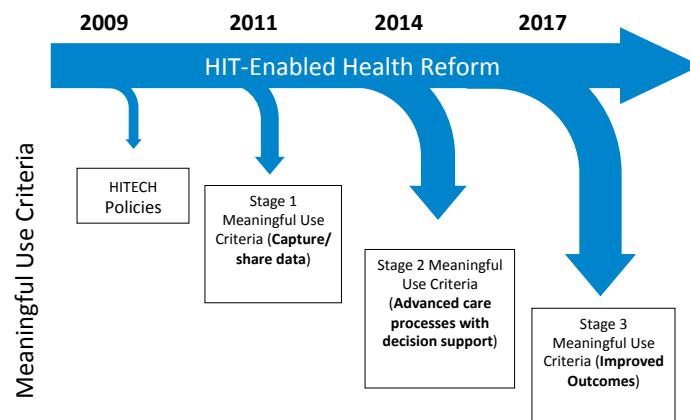 2009 2011 2014 2017
HIT-Enabled Health Reform
Meaningful Use Criteria
HITECH
Policies
Stage 1
Meaningful Use
Criteria (Capture/
share data)
Stage 2 Meaningful
Use Criteria
(Advanced care
processes with
decision support)
Stage 3
Meaningful Use
Criteria (Improved
Outcomes)